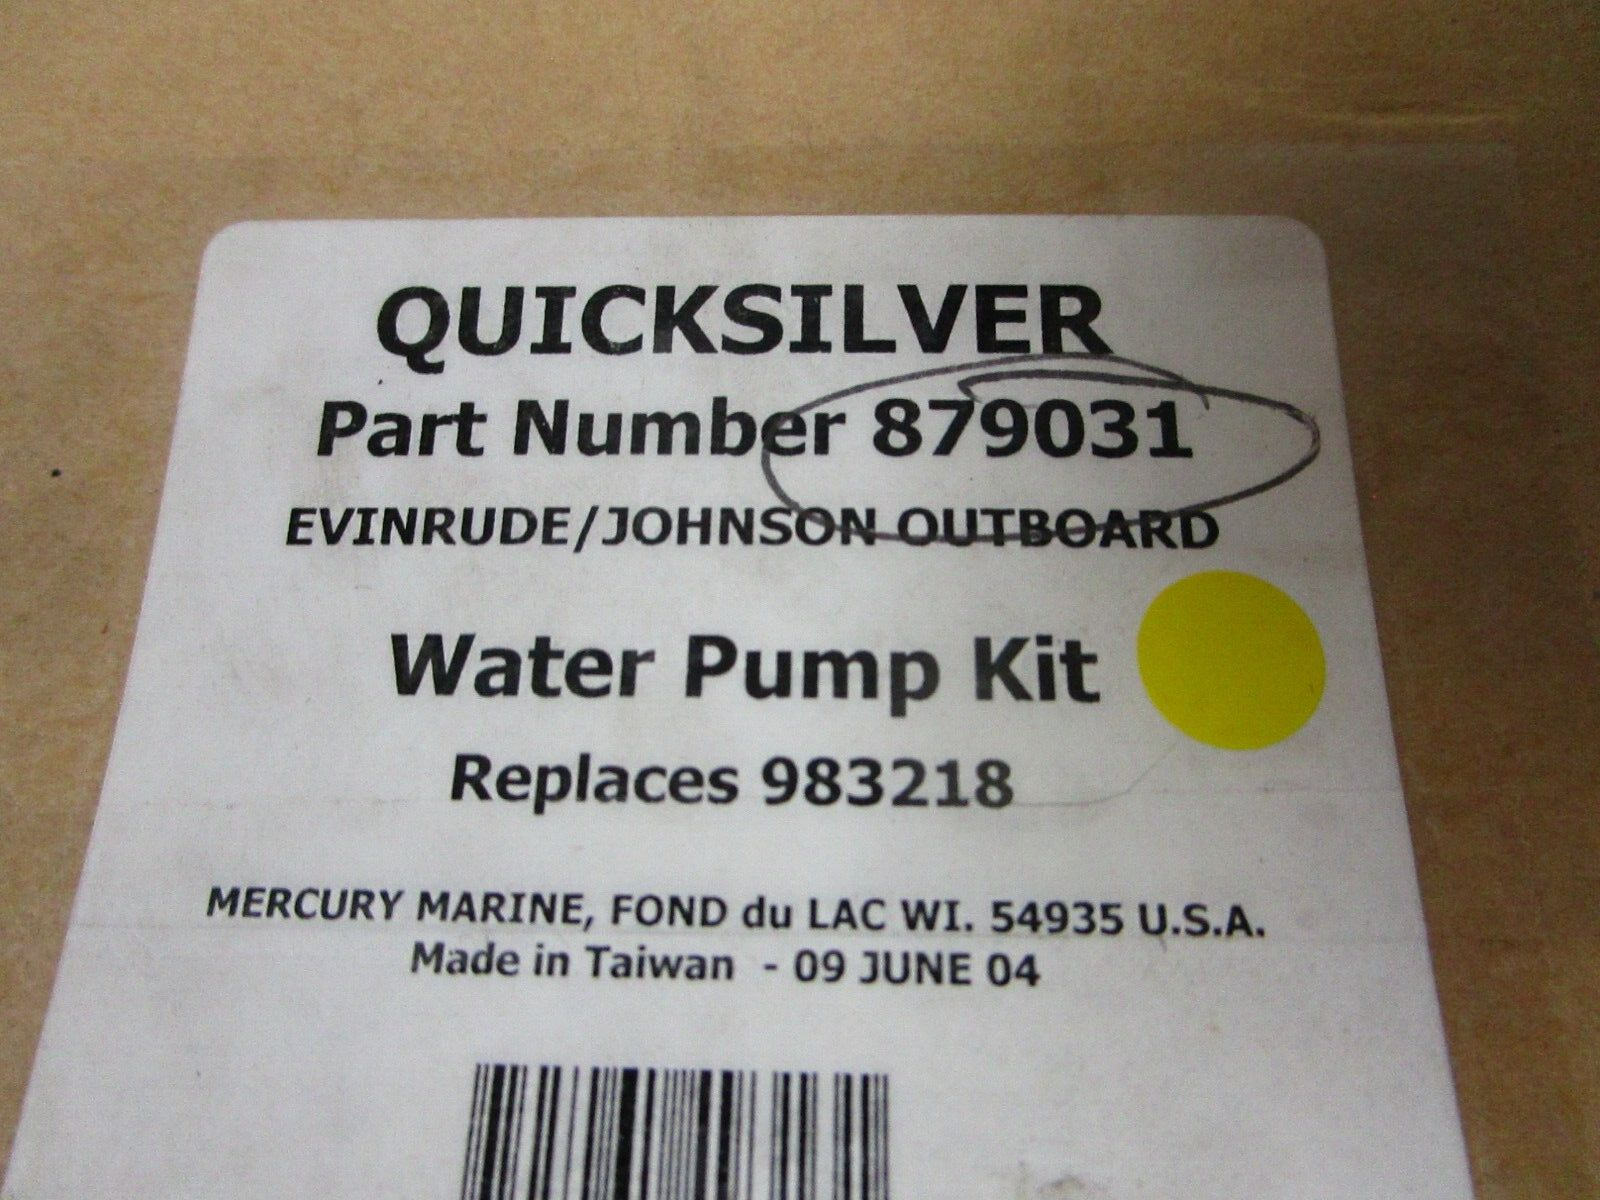 QUICKSILVER
Part Number 879031
EVINRUDE/JOHNSON OUTBOARD
Water Pump Kit
Replaces 983218
MERCURY MARINE, FOND du LAC WI. 54935 U.S.A.
Made in Taiwan - 09 JUNE 04